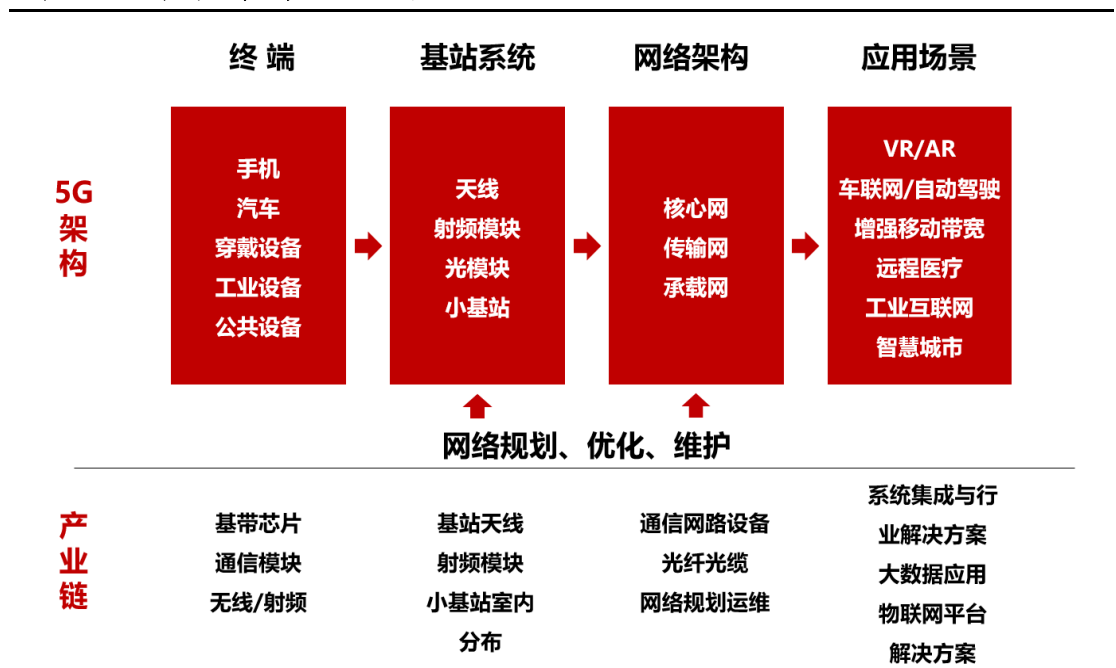 终 端
基站系统
网络架构
应用场景
5G
架
构
手机
汽车
穿戴设备
工业设备
公共设备
天线
射频模块
光模块
小基站
核心网
传输网
承载网
VR/AR
车联网/自动驾驶
增强移动带宽
远程医疗
工业互联网
智慧城市
网络规划、优化、维护
产
业
链
基带芯片
通信模块
无线/射频
基站天线
射频模块
小基站室内
分布
通信网路设备
光纤光缆
网络规划运维
系统集成与行
业解决方案
大数据应用
物联网平台
解决方案